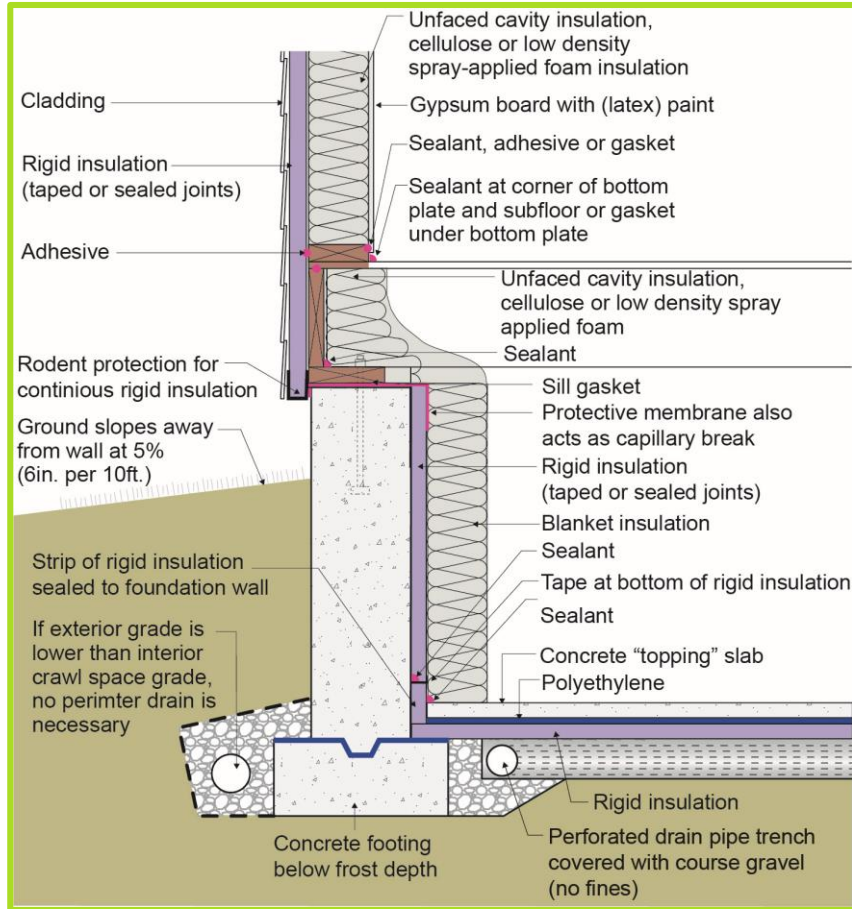 Unfaced cavity insulation,
cellulose or low density
spray-applied foam insulation
Cladding
Gypsum board with (latex) paint
Sealant, adhesive or gasket
Rigid insulation
(taped or sealed joints)
Sealant at corner of bottom
plate and subfloor or gasket
under bottom plate
Adhesive
Unfaced cavity insulation,
cellulose or low density spray
applied foam
Sealant
Rodent protection for
continious rigid insulation
Sill gasket
Protective membrane also
acts as capillary break
Ground slopes away
from wall at 5%
(6in. per 10ft.)
Rigid insulation
(taped or sealed joints)
Blanket insulation
Sealant
Strip of rigid insulation
sealed to foundation wall
Tape at bottom of rigid insulation
Sealant
If exterior grade is
lower than interior
crawl space grade,
no perimter drain is
necessary
Concrete “topping” slab
Polyethylene
Rigid insulation
Concrete footing
below frost depth
Perforated drain pipe trench
covered with course gravel
(no fines)